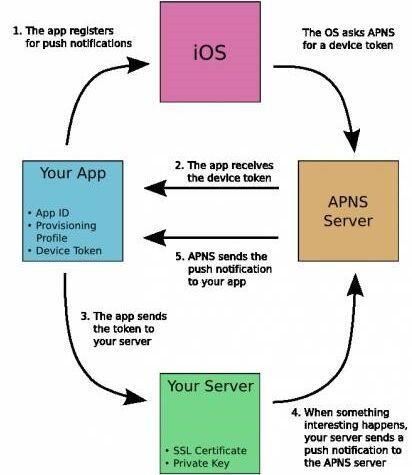 1. The app registers
for push notifications
iOS
The OS asks APNS
for a device token
Your App
• App ID
• Provisioning
Profile
• Device Token
2. The app receives
the device token
APNS
Server
5. APNS sends the
push notification
to your app
3. The app sends
the token to
your server
Your Server
• SSL Certificate
• Private Key
4. When something
interesting happens,
your server sends a
push notification to
the APNS server